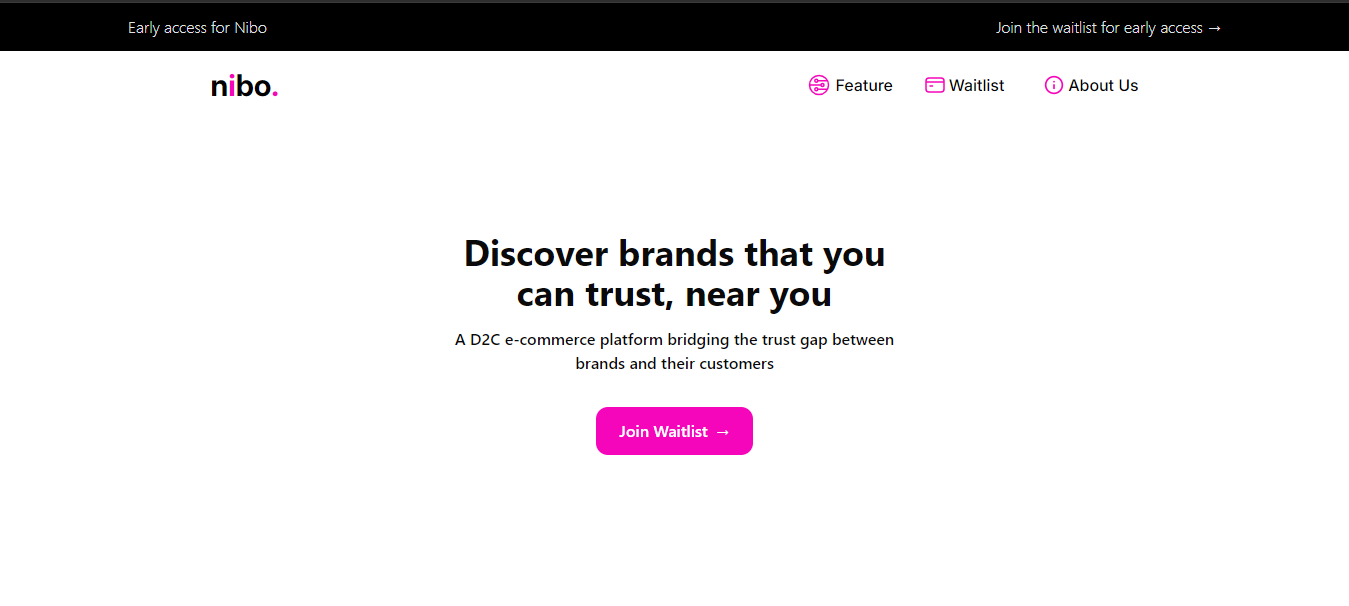 Early access for Nibo
Join the waitlist for early access →
nibo.
Feature
Waitlist
About Us
Discover brands that you
can trust, near you
A D2C e-commerce platform bridging the trust gap between
brands and their customers
Join Waitlist →